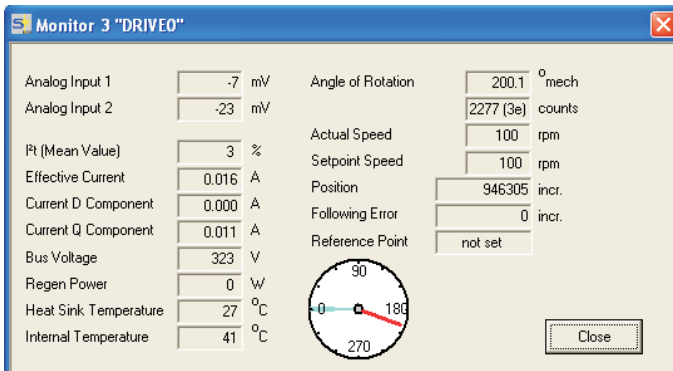 Monitor 3 "DRIVE0"
Analog Input 1 -7 mV
Analog Input 2 -23 mV
I²t (Mean Value) 3 %
Effective Current 0.016 A
Current D Component 0.000 A
Current Q Component 0.011 A
Bus Voltage 323 V
Regen Power 0 W
Heat Sink Temperature 27 °C
Internal Temperature 41 °C
Angle of Rotation 200.1 °mech
2277 (3e) counts
Actual Speed 100 rpm
Setpoint Speed 100 rpm
Position 946305 incr.
Following Error 0 incr.
Reference Point not set
90
0 180
270
Close